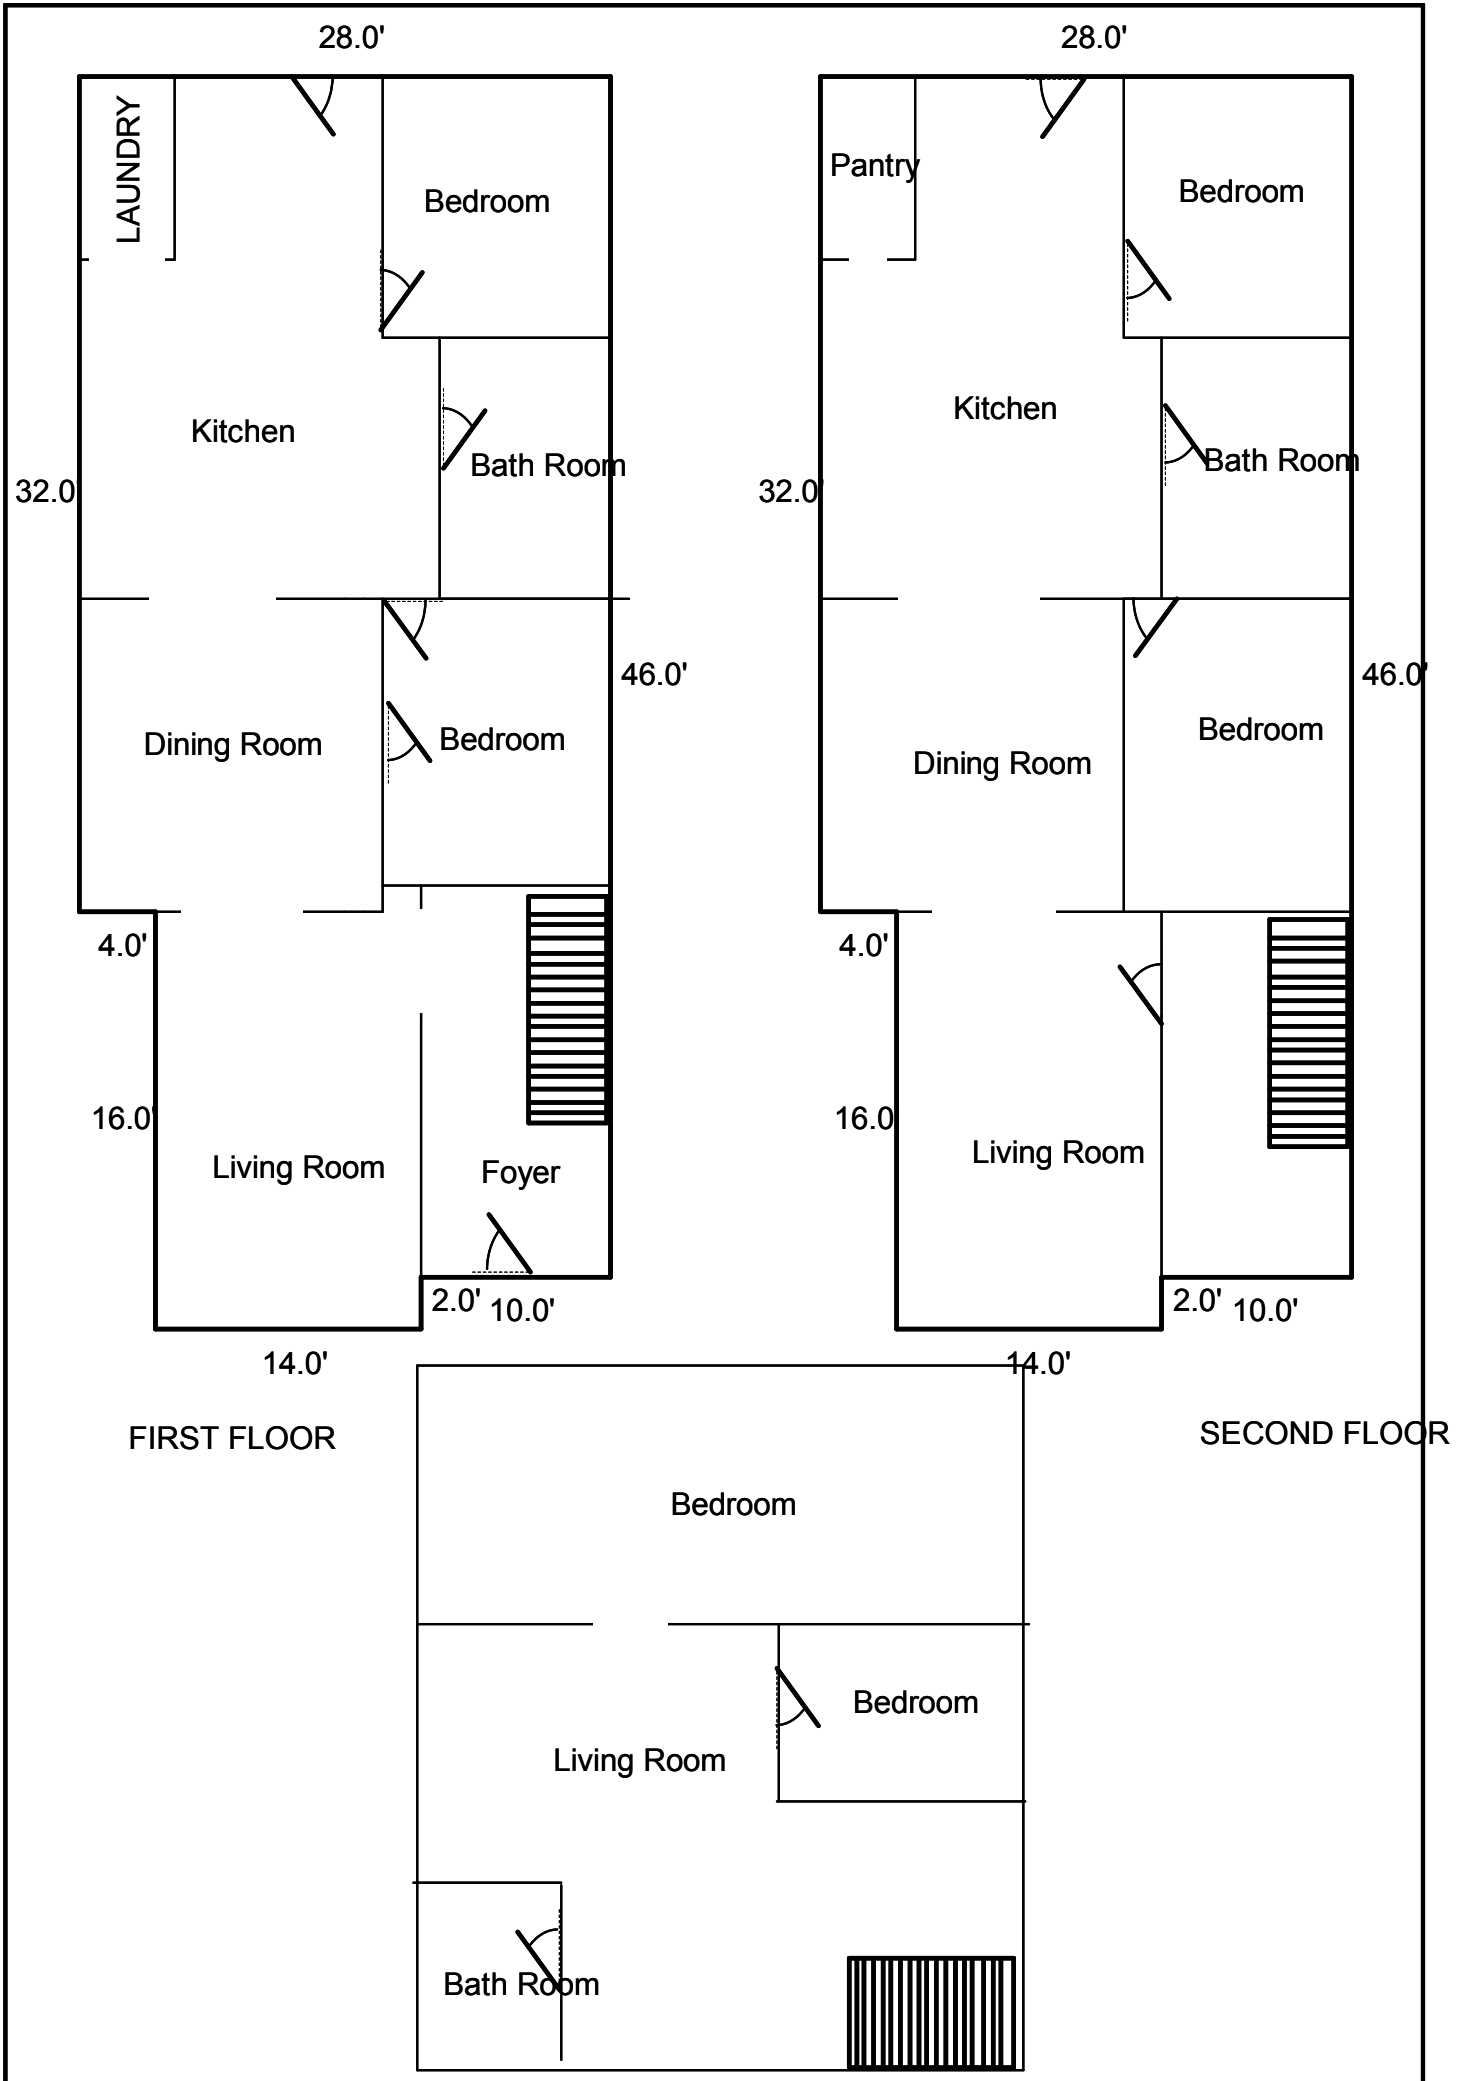 28.0'
28.0'
LAUNDRY
Pantry
Bedroom
Bedroom
Kitchen
Kitchen
Bath Room
Bath Room
32.0'
32.0'
46.0'
46.0'
Dining Room
Bedroom
Dining Room
Bedroom
4.0'
4.0'
16.0'
16.0
Living Room
Foyer
Living Room
2.0'
10.0'
2.0'
10.0'
14.0'
14.0'
FIRST FLOOR
SECOND FLOOR
Bedroom
Bedroom
Living Room
Bath Room